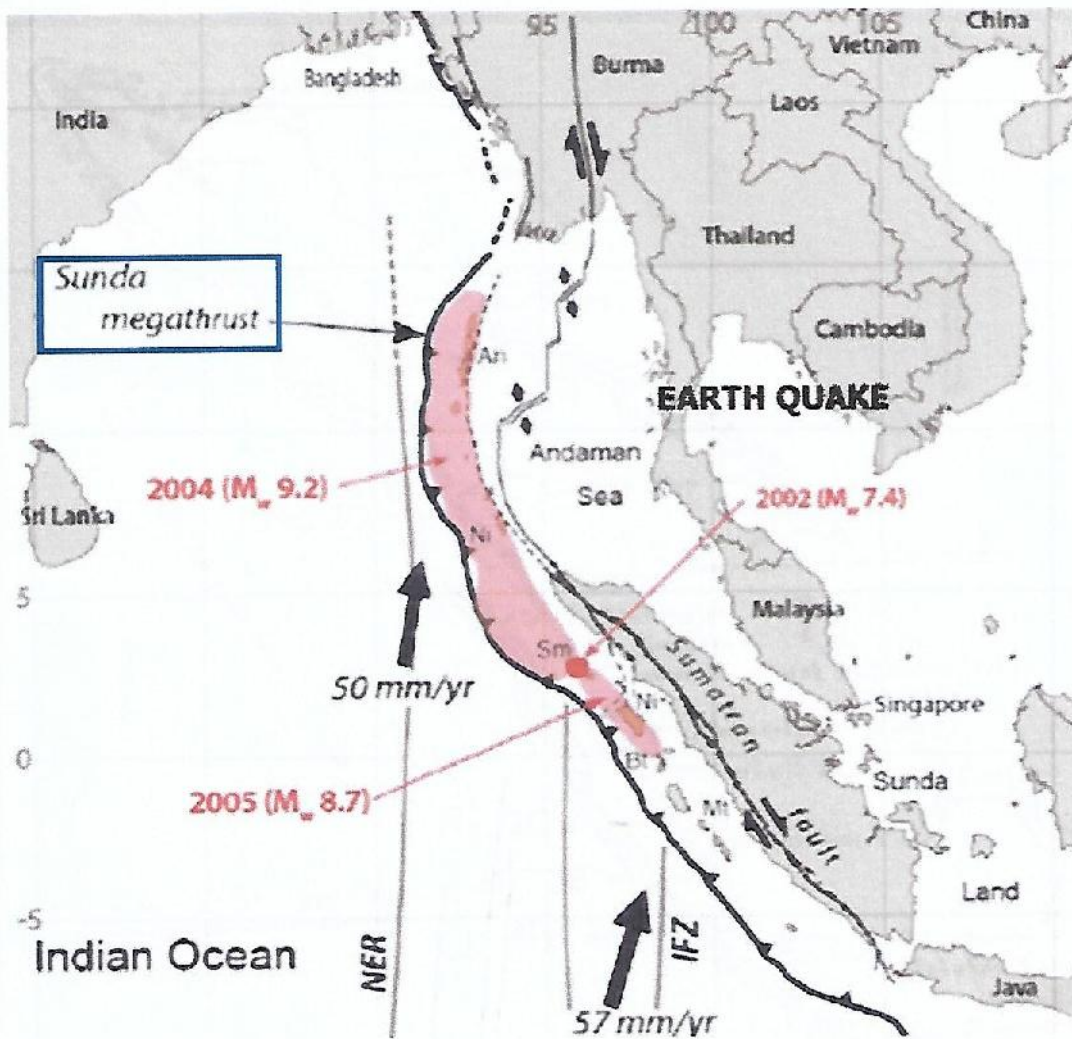 95
100
105
China
Vietnam
Burma
Bangladesh
Laos
India
Thailand
Sunda
megathrust
Cambodia
An
EARTH QUAKE
Andaman
Sea
2004 (Mw 9.2)
2002 (Mw 7.4)
Sri Lanka
Ni
5
Malaysia
Sm
Sumatran
50 mm/yr
Ni
Singapore
0
Bt
Sunda
2005 (Mw 8.7)
Mt
fault
Land
-5
Indian Ocean
NER
IFZ
Java
57 mm/yr